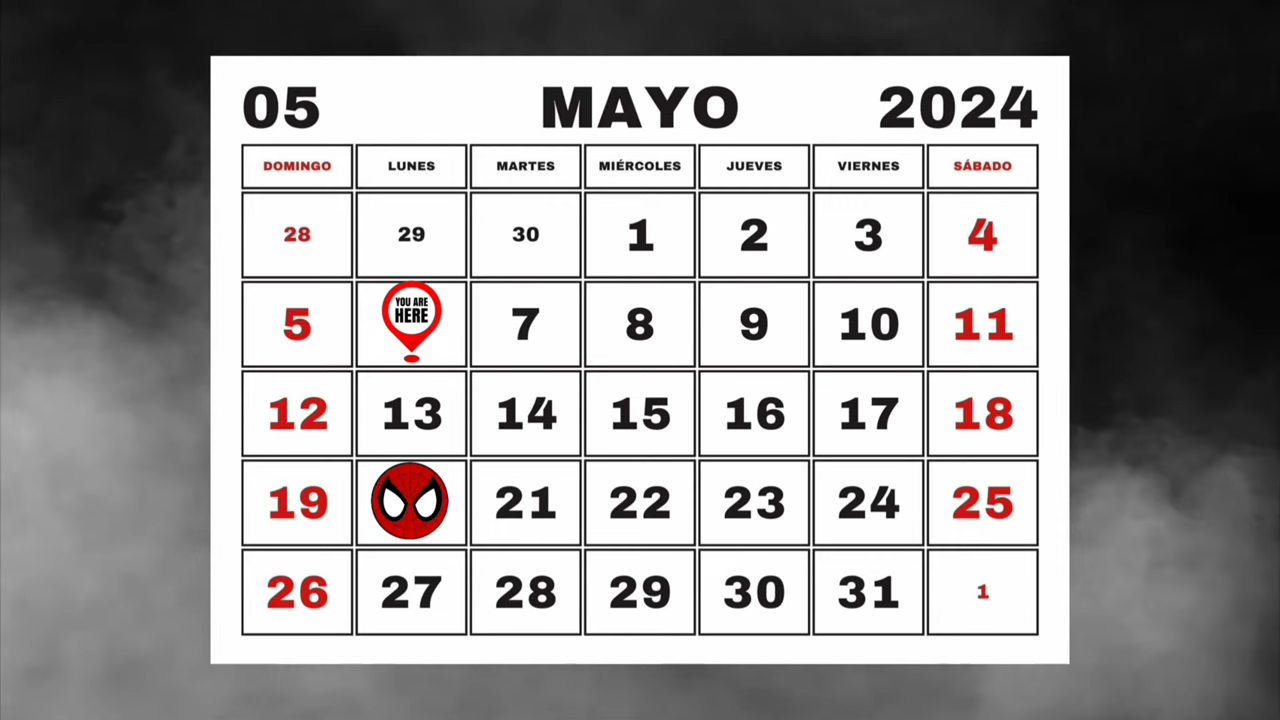 05 MAYO 2024
DOMINGO LUNES MARTES MIÉRCOLES JUEVES VIERNES SÁBADO
28 29 30 1 2 3 4
5 YOU ARE HERE 7 8 9 10 11
12 13 14 15 16 17 18
19 21 22 23 24 25
26 27 28 29 30 31 1